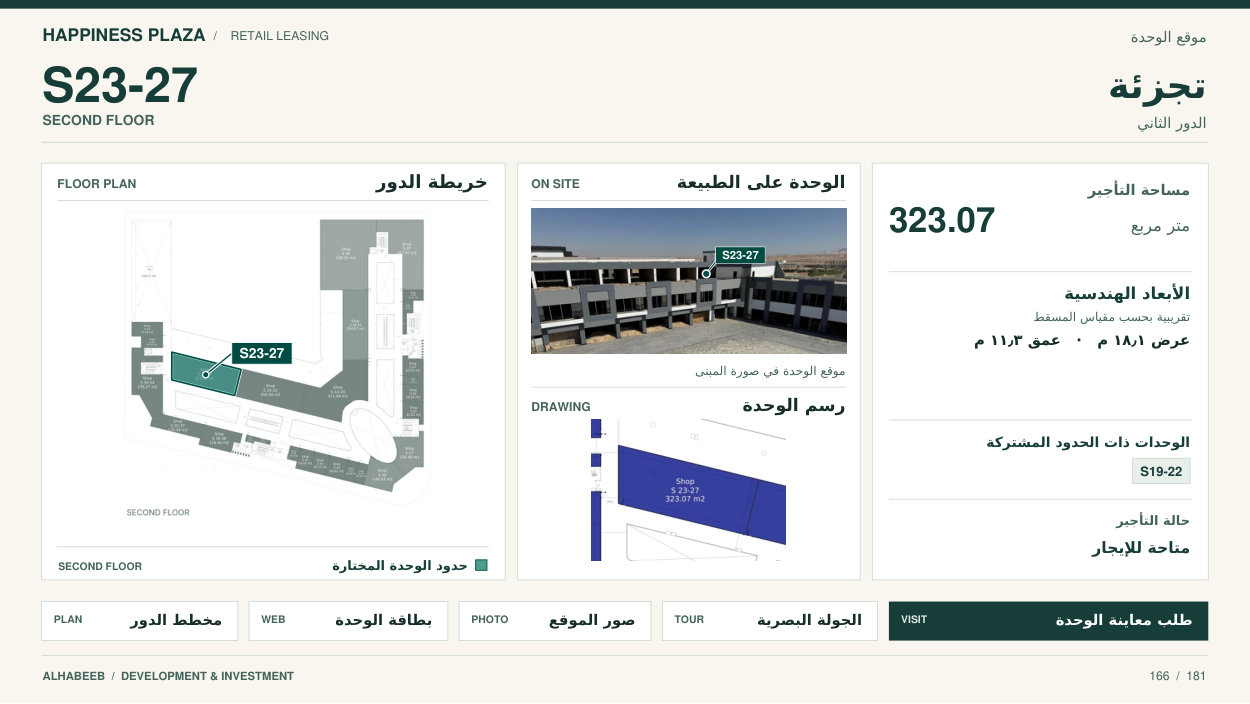 HAPPINESS PLAZA / RETAIL LEASING
موقع الوحدة
S23-27
تجزئة
SECOND FLOOR
الدور الثاني
FLOOR PLAN
خريطة الدور
S23-27
SECOND FLOOR
SECOND FLOOR
حدود الوحدة المختارة
ON SITE
الوحدة على الطبيعة
S23-27
موقع الوحدة في صورة المبنى
DRAWING
رسم الوحدة
Shop
S 23-27
323.07 m2
مساحة التأجير
323.07
متر مربع
الأبعاد الهندسية
تقريبية بحسب مقياس المسقط
عرض ١٨٫١ م · عمق ١١٫٣ م
الوحدات ذات الحدود المشتركة
S19-22
حالة التأجير
متاحة للإيجار
PLAN
مخطط الدور
WEB
بطاقة الوحدة
PHOTO
صور الموقع
TOUR
الجولة البصرية
VISIT
طلب معاينة الوحدة
ALHABEEB / DEVELOPMENT & INVESTMENT
166 / 181